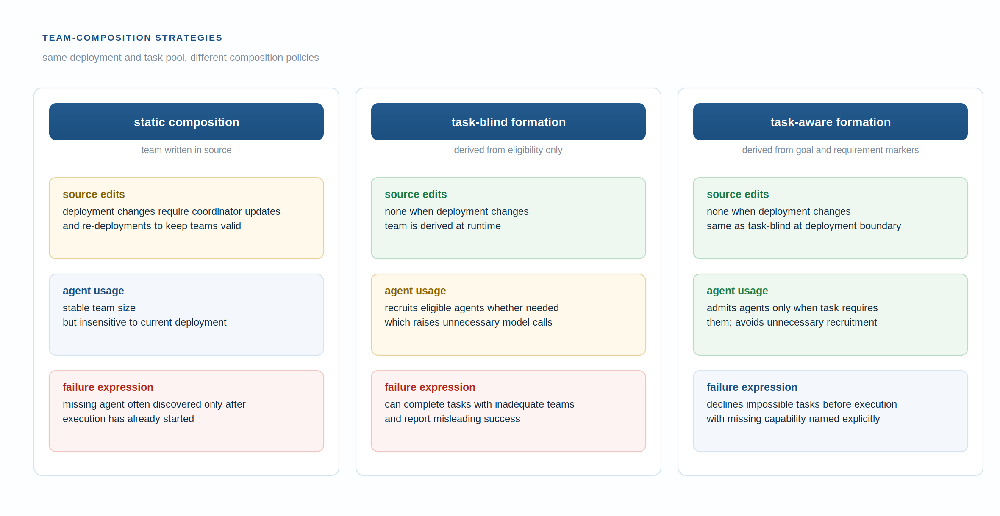 TEAM-COMPOSITION STRATEGIES
same deployment and task pool, different composition policies
static composition
team written in source
source edits
deployment changes require coordinator updates
and re-deployments to keep teams valid
agent usage
stable team size
but insensitive to current deployment
failure expression
missing agent often discovered only after
execution has already started
task-blind formation
derived from eligibility only
source edits
none when deployment changes
team is derived at runtime
agent usage
recruits eligible agents whether needed
which raises unnecessary model calls
failure expression
can complete tasks with inadequate teams
and report misleading success
task-aware formation
derived from goal and requirement markers
source edits
none when deployment changes
same as task-blind at deployment boundary
agent usage
admits agents only when task requires
them; avoids unnecessary recruitment
failure expression
declines impossible tasks before execution
with missing capability named explicitly